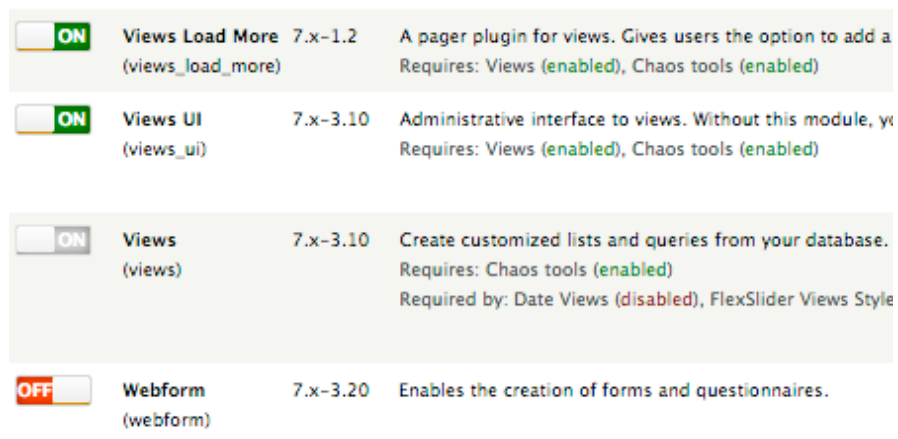 ON Views Load More 7.x-1.2 A pager plugin for views. Gives users the option to add a
(views_load_more) Requires: Views (enabled), Chaos tools (enabled)
ON Views UI 7.x-3.10 Administrative interface to views. Without this module,
(views_ui) Requires: Views (enabled), Chaos tools (enabled)
ON Views 7.x-3.10 Create customized lists and queries from your database.
(views) Requires: Chaos tools (enabled)
Required by: Date Views (disabled), FlexSlider Views Style
OFF Webform 7.x-3.20 Enables the creation of forms and questionnaires.
(webform)